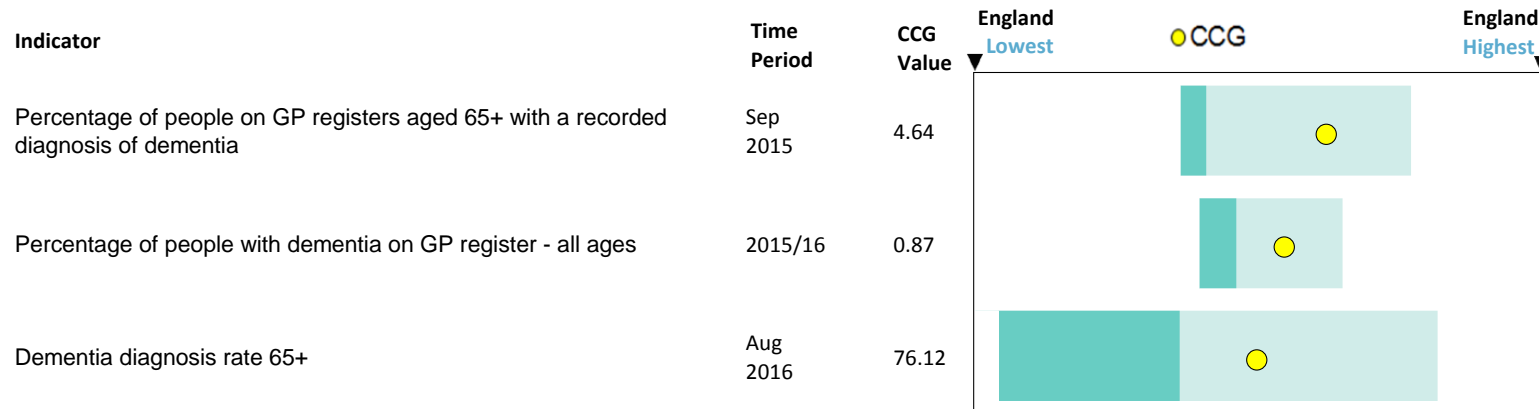 Indicator
Time
Period
CCG
Value
England
Lowest
CCG
England
Highest
Percentage of people on GP registers aged 65+ with a recorded
diagnosis of dementia
Sep
2015
4.64
Percentage of people with dementia on GP register - all ages
2015/16
0.87
Dementia diagnosis rate 65+
Aug
2016
76.12